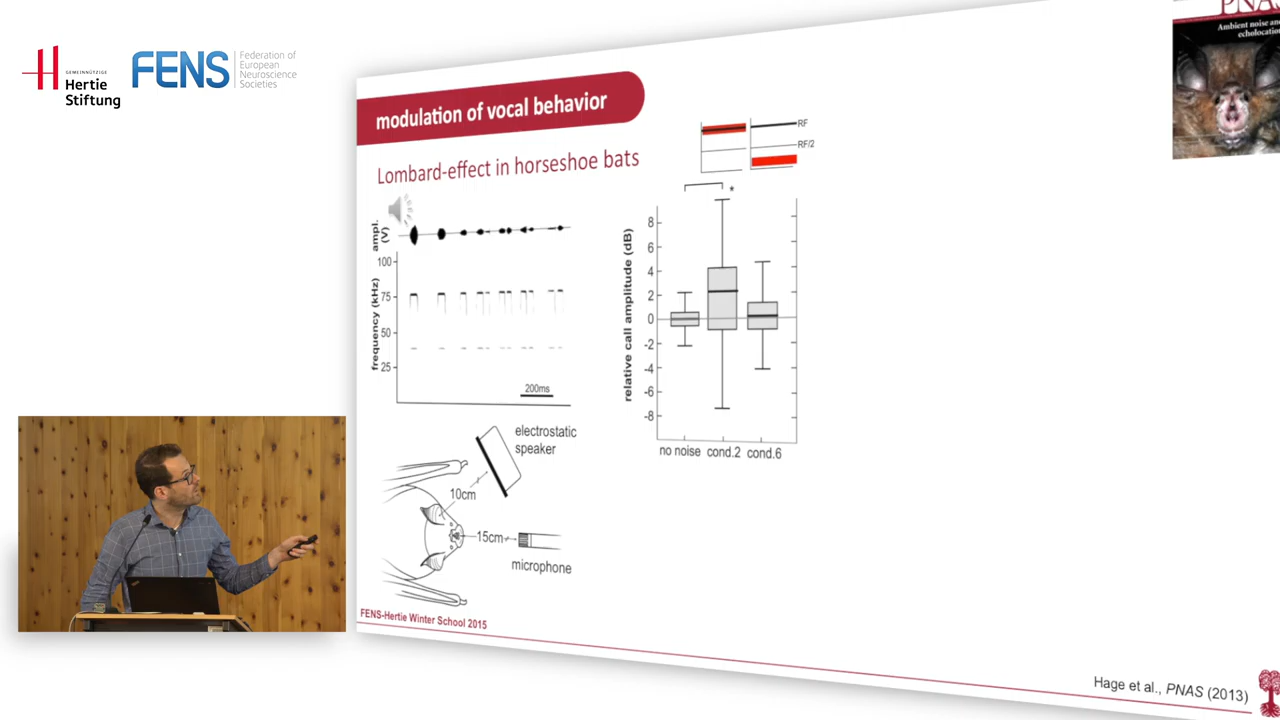 GEMEINNÜTZIGE
Hertie
Stiftung
FENS
Federation of
European
Neuroscience
Societies
PNAS
Ambient noise and
echolocation
modulation of vocal behavior
Lombard-effect in horseshoe bats
ampl.
(V)
frequency (kHz)
100
75
50
25
200ms
RF
RF/2
*
relative call amplitude (dB)
8
6
4
2
0
-2
-4
-6
-8
no noise cond.2 cond.6
electrostatic
speaker
10cm
15cm
microphone
FENS-Hertie Winter School 2015
Hage et al., PNAS (2013)